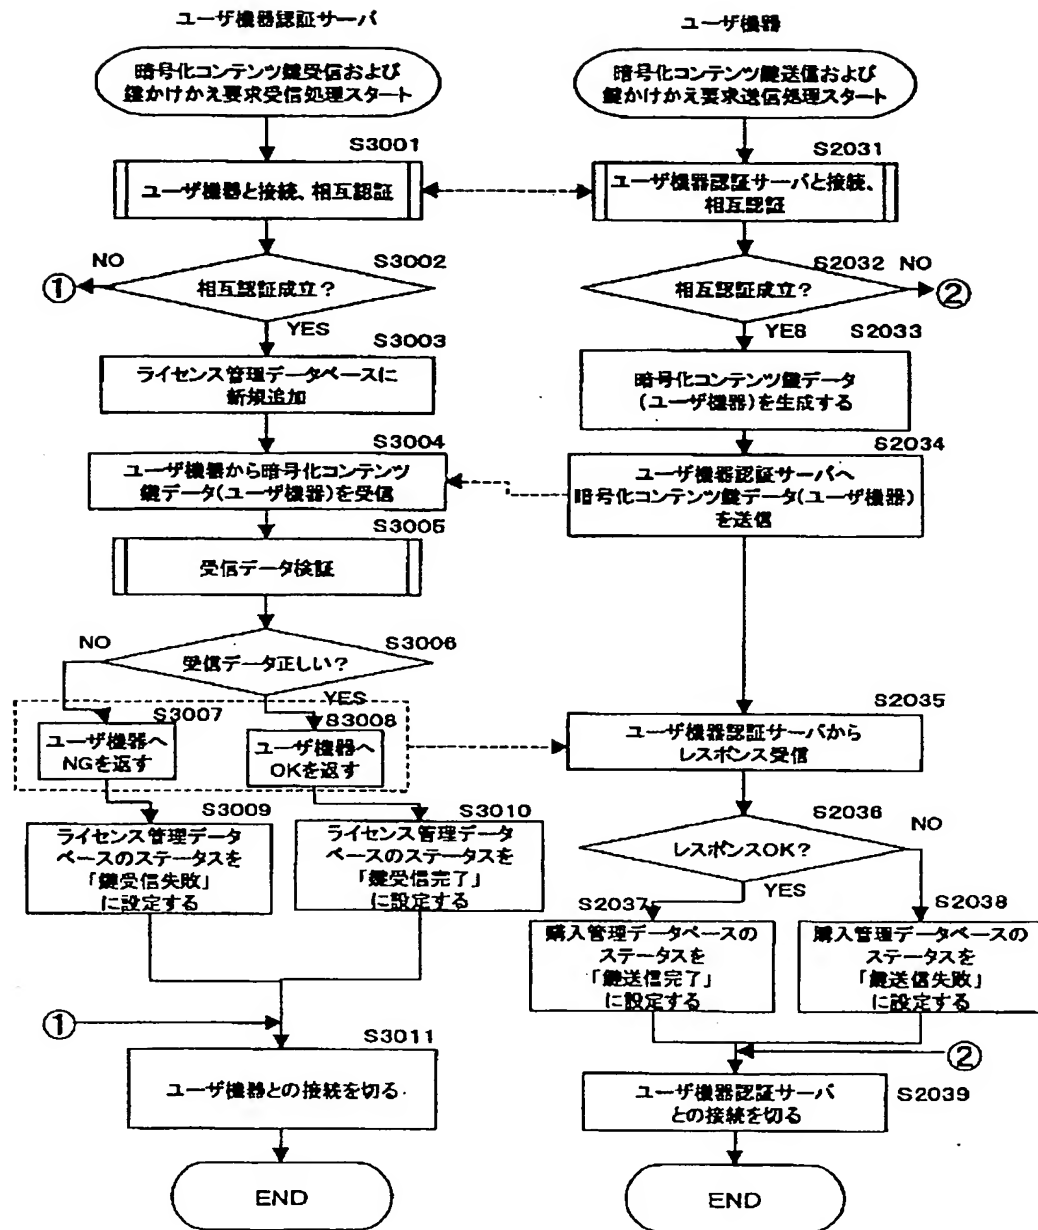 ユーザ機器認証サーバ
暗号化コンテンツ鍵受信および
鍵かけかえ要求受信処理スタート
S3001
ユーザ機器と接続、相互認証
NO
S3002
①
相互認証成立?
YES
S3003
ライセンス管理データベースに
新規追加
S3004
ユーザ機器から暗号化コンテンツ
鍵データ(ユーザ機器)を受信
S3005
受信データ検証
NO
S3006
受信データ正しい?
YES
S3007
ユーザ機器へ
NGを返す
S3008
ユーザ機器へ
OKを返す
S3009
ライセンス管理データ
ベースのステータスを
「鍵受信失敗」
に設定する
S3010
ライセンス管理データ
ベースのステータスを
「鍵受信完了」
に設定する
①
S3011
ユーザ機器との接続を切る
END
ユーザ機器
暗号化コンテンツ鍵送信および
鍵かけかえ要求送信処理スタート
S2031
ユーザ機器認証サーバと接続、
相互認証
S2032
NO
相互認証成立?
②
YES
S2033
暗号化コンテンツ鍵データ
(ユーザ機器)を生成する
S2034
ユーザ機器認証サーバへ
暗号化コンテンツ鍵データ(ユーザ機器)
を送信
S2035
ユーザ機器認証サーバから
レスポンス受信
S2036
NO
レスポンスOK?
YES
S2037
購入管理データベースの
ステータスを
「鍵送信完了」
に設定する
S2038
購入管理データベースの
ステータスを
「鍵送信失敗」
に設定する
②
ユーザ機器認証サーバ
との接続を切る
S2039
END